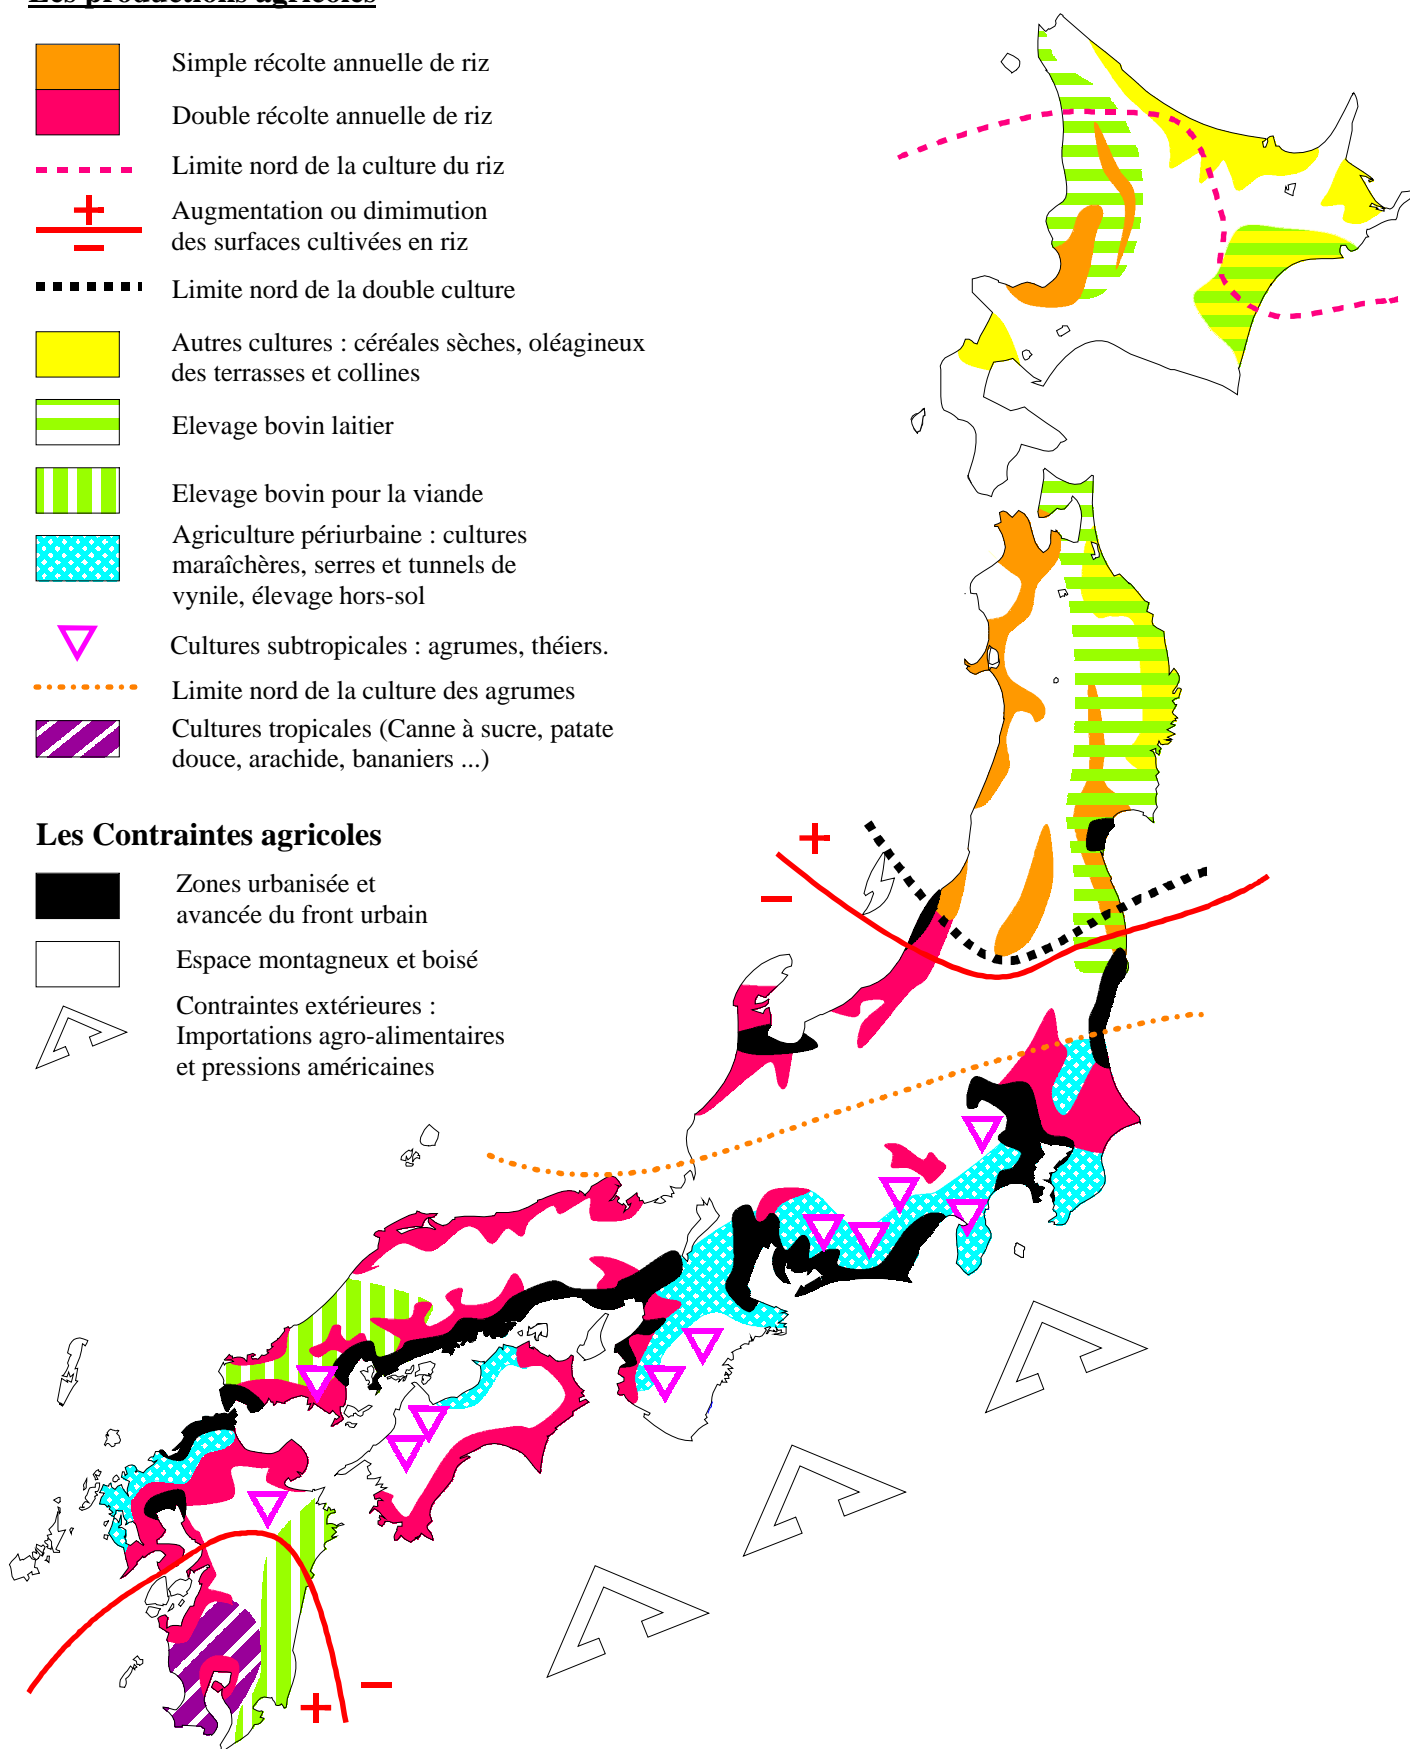 Les productions agricoles
Simple récolte annuelle de riz
Double récolte annuelle de riz
Limite nord de la culture du riz
+
Augmentation ou dimimution
des surfaces cultivées en riz
−
Limite nord de la double culture
Autres cultures : céréales sèches, oléagineux
des terrasses et collines
Elevage bovin laitier
Elevage bovin pour la viande
Agriculture périurbaine : cultures
maraîchères, serres et tunnels de
vynile, élevage hors-sol
Cultures subtropicales : agrumes, théiers.
Limite nord de la culture des agrumes
Cultures tropicales (Canne à sucre, patate
douce, arachide, bananiers ...)
Les Contraintes agricoles
Zones urbanisée et
avancée du front urbain
Espace montagneux et boisé
Contraintes extérieures :
Importations agro-alimentaires
et pressions américaines
+
−
−
+